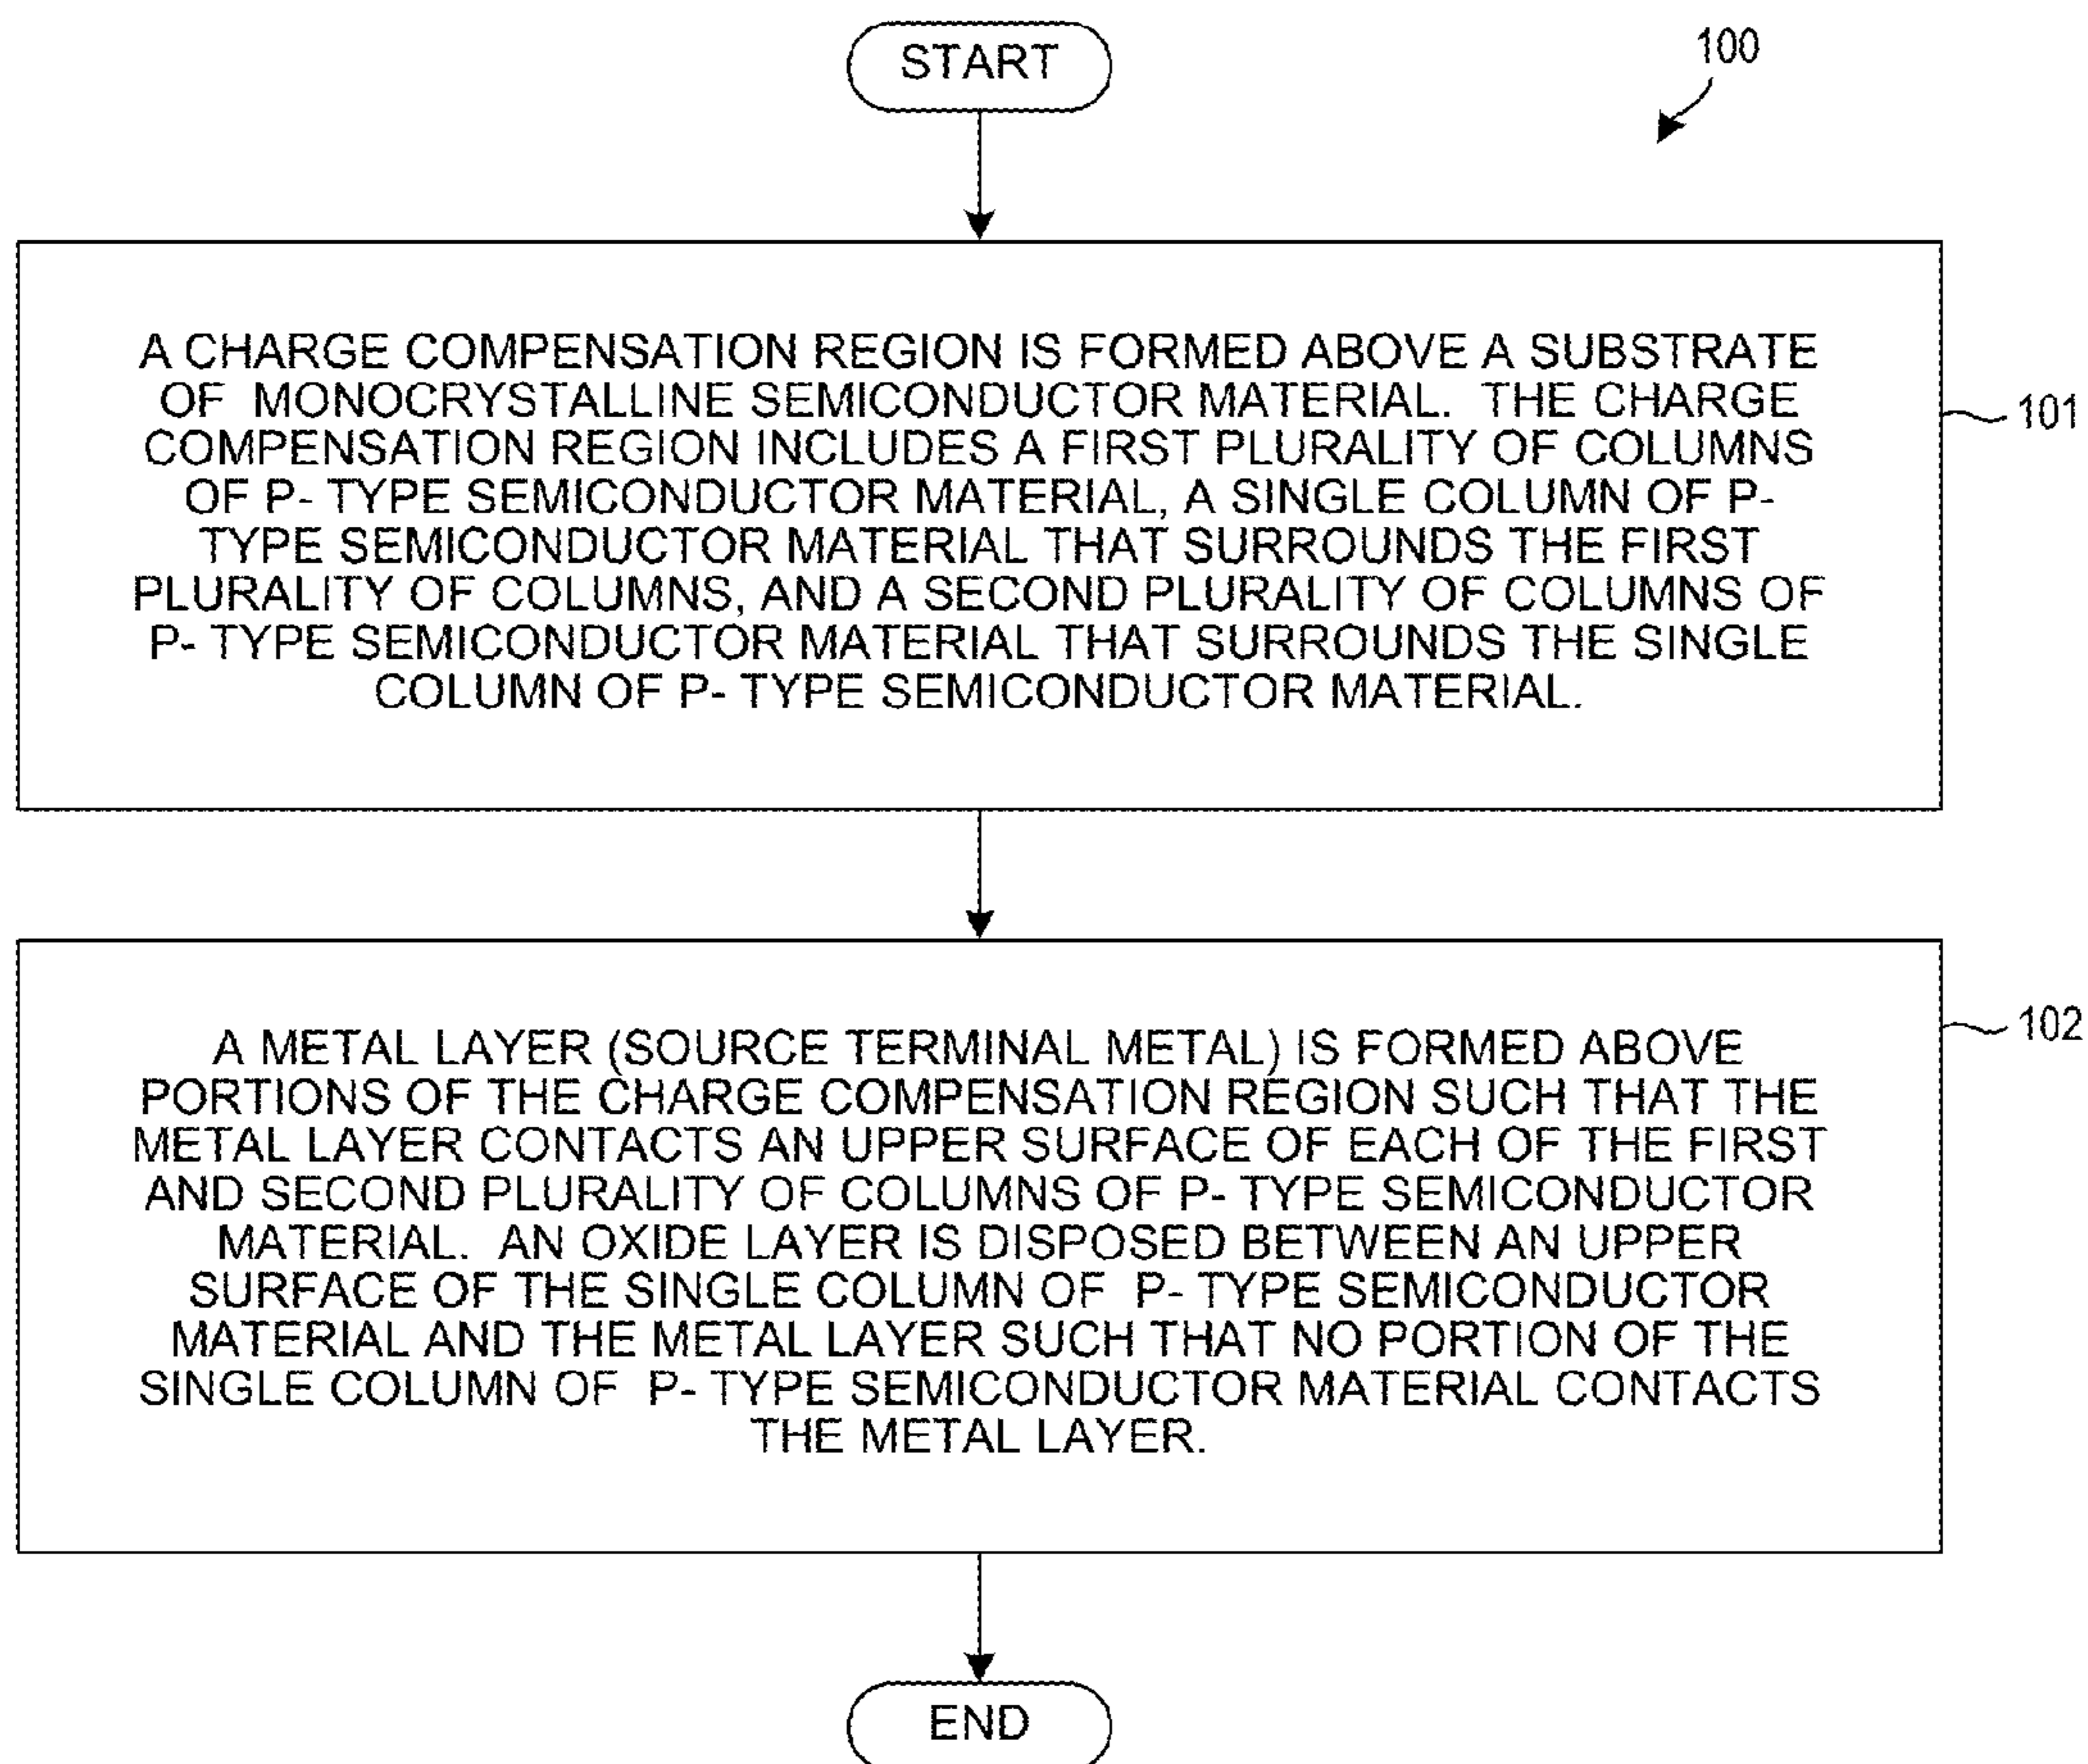 START
100
A CHARGE COMPENSATION REGION IS FORMED ABOVE A SUBSTRATE
OF MONOCRYSTALLINE SEMICONDUCTOR MATERIAL. THE CHARGE
COMPENSATION REGION INCLUDES A FIRST PLURALITY OF COLUMNS
OF P- TYPE SEMICONDUCTOR MATERIAL, A SINGLE COLUMN OF P-
TYPE SEMICONDUCTOR MATERIAL THAT SURROUNDS THE FIRST
PLURALITY OF COLUMNS, AND A SECOND PLURALITY OF COLUMNS OF
P- TYPE SEMICONDUCTOR MATERIAL THAT SURROUNDS THE SINGLE
COLUMN OF P- TYPE SEMICONDUCTOR MATERIAL.
101
A METAL LAYER (SOURCE TERMINAL METAL) IS FORMED ABOVE
PORTIONS OF THE CHARGE COMPENSATION REGION SUCH THAT THE
METAL LAYER CONTACTS AN UPPER SURFACE OF EACH OF THE FIRST
AND SECOND PLURALITY OF COLUMNS OF P- TYPE SEMICONDUCTOR
MATERIAL. AN OXIDE LAYER IS DISPOSED BETWEEN AN UPPER
SURFACE OF THE SINGLE COLUMN OF P- TYPE SEMICONDUCTOR
MATERIAL AND THE METAL LAYER SUCH THAT NO PORTION OF THE
SINGLE COLUMN OF P- TYPE SEMICONDUCTOR MATERIAL CONTACTS
THE METAL LAYER.
102
END